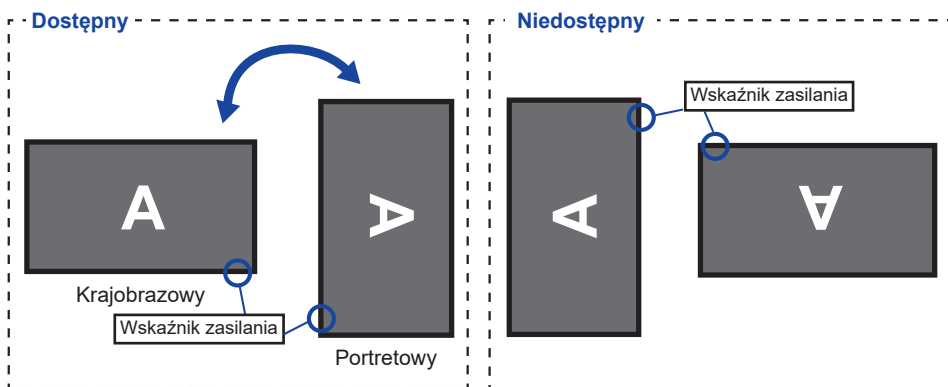 Dostępny
Niedostępny
Wskaźnik zasilania
A
A
A
A
Krajobrazowy
Wskaźnik zasilania
Portretowy